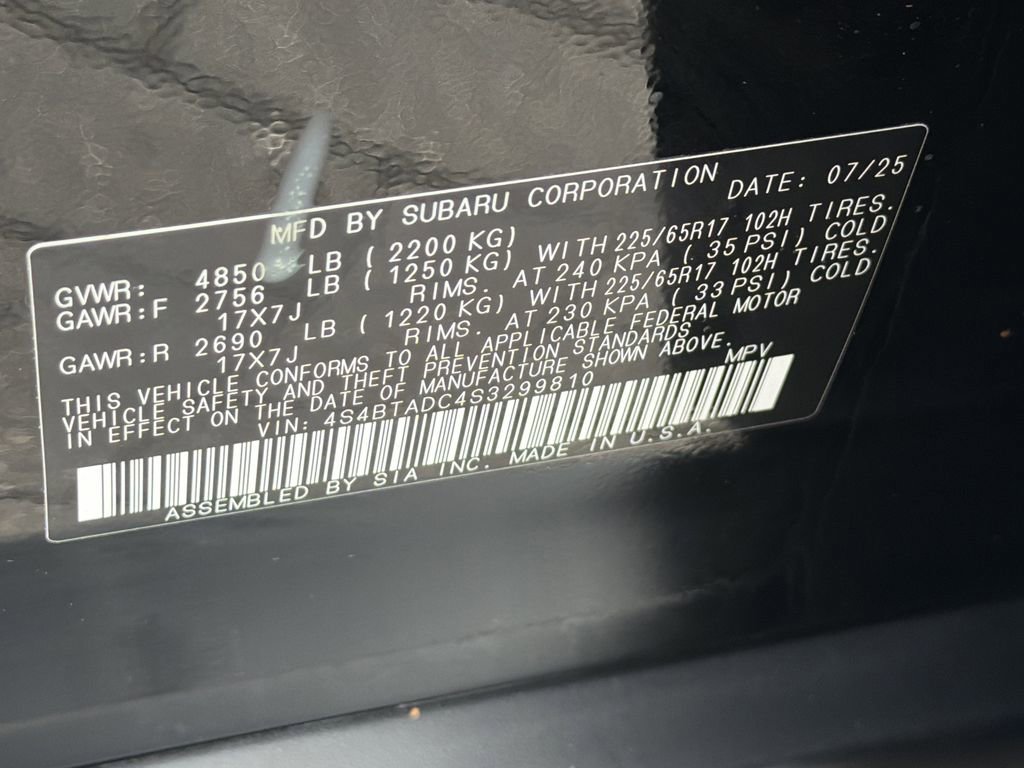 MFD BY SUBARU CORPORATION DATE: 07/25
GVWR: 4850 LB ( 2200 KG)
GAWR:F 2756 LB ( 1250 KG) WITH 225/65R17 102H TIRES.
17X7J RIMS. AT 240 KPA ( 35 PSI) COLD
GAWR:R 2690 LB ( 1220 KG) WITH 225/65R17 102H TIRES.
17X7J RIMS. AT 230 KPA ( 33 PSI) COLD
THIS VEHICLE CONFORMS TO ALL APPLICABLE FEDERAL MOTOR
VEHICLE SAFETY AND THEFT PREVENTION STANDARDS
IN EFFECT ON THE DATE OF MANUFACTURE SHOWN ABOVE.
VIN: 4S4BTADC4S3299810 MPV
ASSEMBLED BY SIA INC. MADE IN U.S.A.